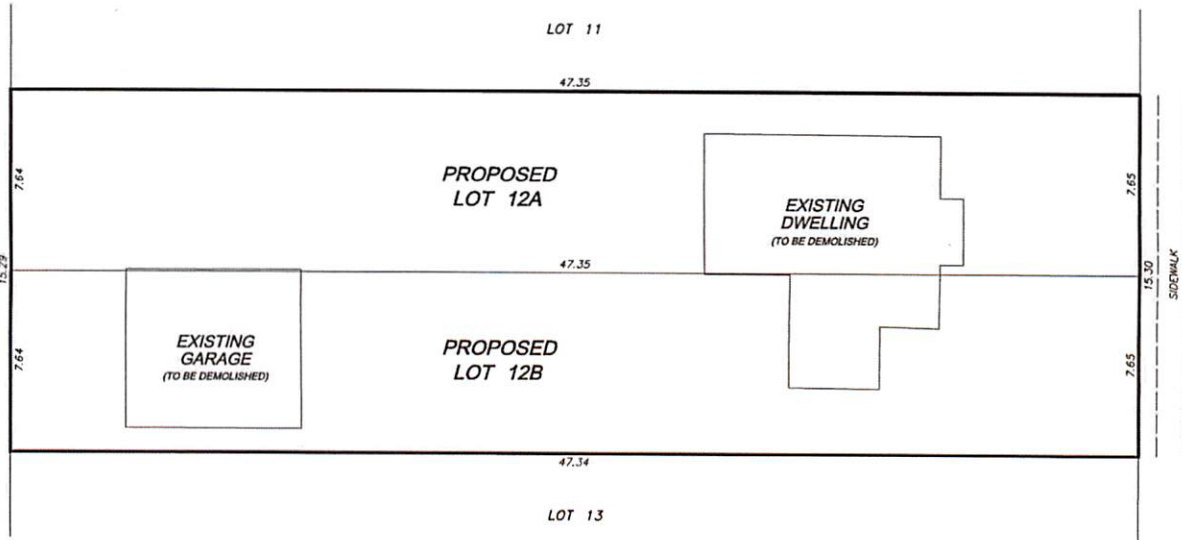 LOT 11
47.35
7.64
PROPOSED
LOT 12A
EXISTING
DWELLING
(TO BE DEMOLISHED)
7.65
15.29
47.35
15.30
SIDEWALK
EXISTING
GARAGE
(TO BE DEMOLISHED)
7.64
PROPOSED
LOT 12B
7.65
47.34
LOT 13